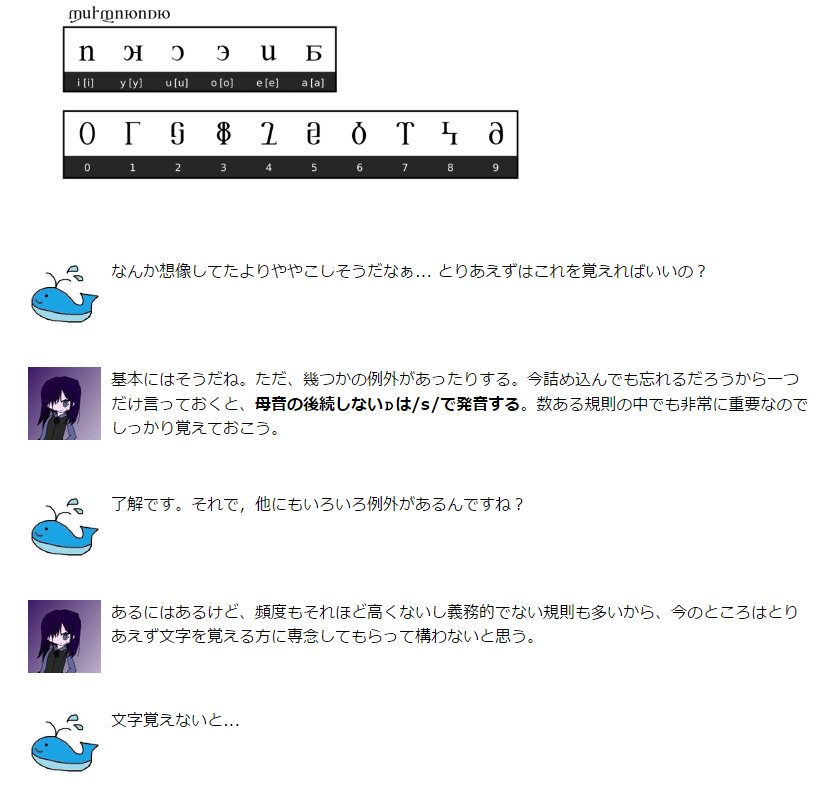 i [i] y [y] u [u] o [o] e [e] a [a]
0 1 2 3 4 5 6 7 8 9
なんか想像してたよりややこしそうだなぁ… とりあえずはこれを覚えればいいの？
基本にはそうだね。ただ、幾つかの例外があったりする。今詰め込んでも忘れるだろうから一つ
だけ言っておくと、母音の後続しないᴅは/s/で発音する。数ある規則の中でも非常に重要なので
しっかり覚えておこう。
了解です。それで，他にもいろいろ例外があるんですね？
あるにはあるけど、頻度もそれほど高くないし義務的でない規則も多いから、今のところはとり
あえず文字を覚える方に専念してもらって構わないと思う。
文字覚えないと…